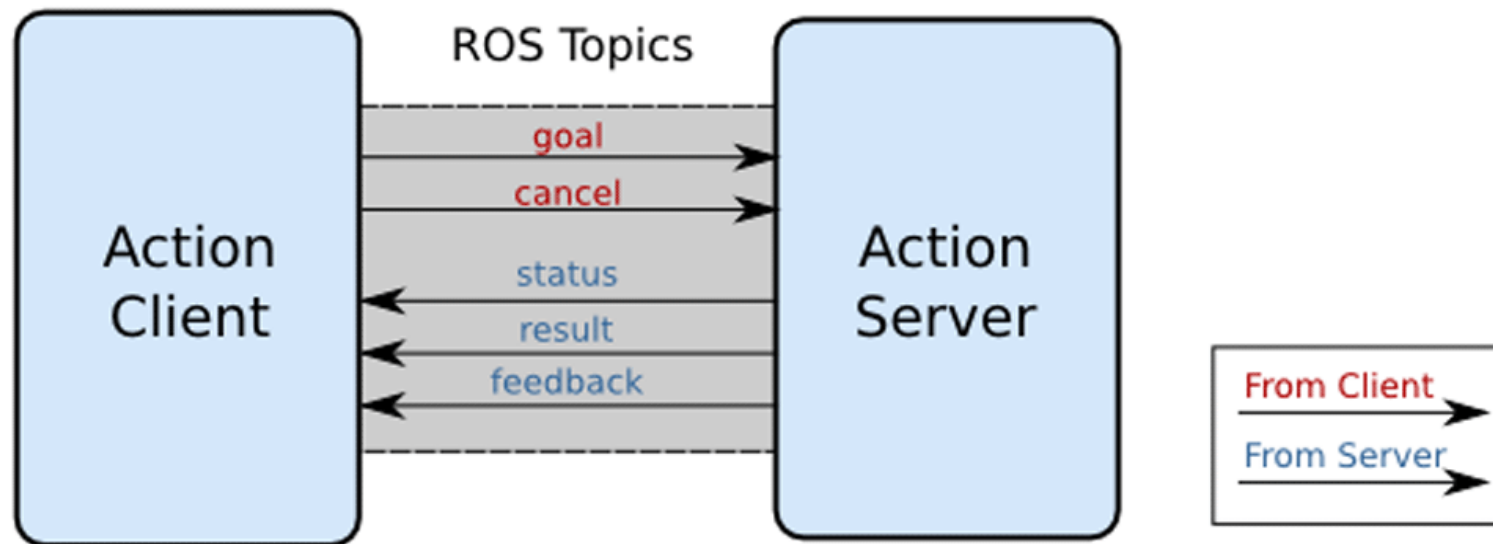 ROS Topics
goal
cancel
Action
Client
status
result
feedback
Action
Server
From Client
From Server